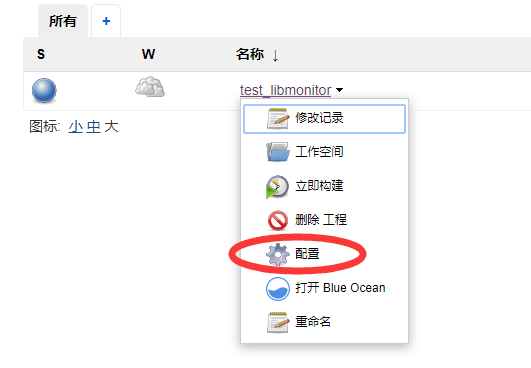 所有 +
S W 名称 ↓
test_libmonitor
图标: 小 中 大
修改记录
工作空间
立即构建
删除 工程
配置
打开 Blue Ocean
重命名